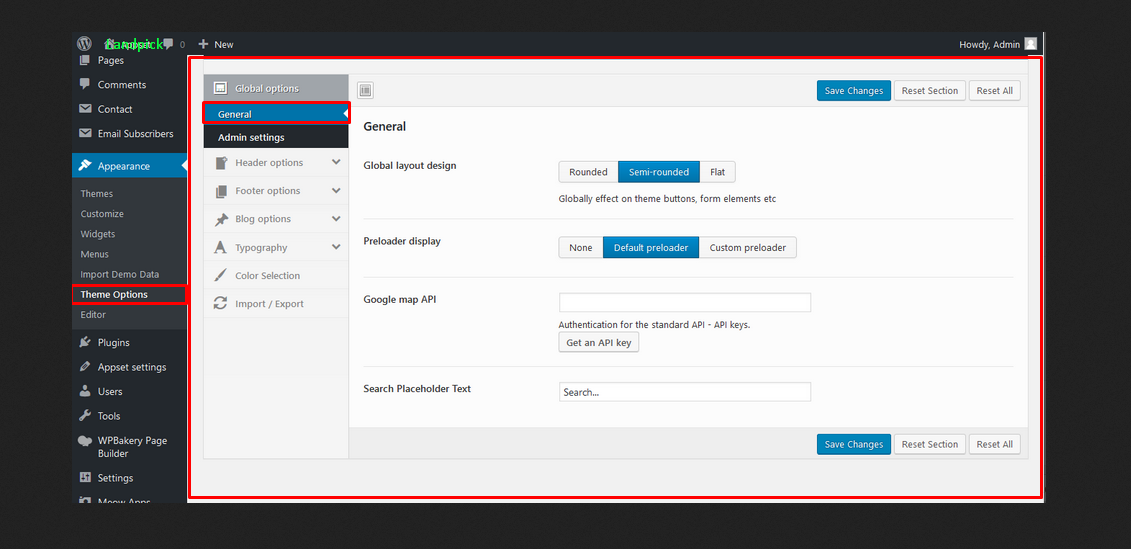 Handpick
0
New
Howdy, Admin
Pages
Comments
Contact
Email Subscribers
Appearance
Themes
Customize
Widgets
Menus
Import Demo Data
Theme Options
Editor
Plugins
Appset settings
Users
Tools
WPBakery Page
Builder
Settings
Meow Apps
Global options
General
Admin settings
Header options
Footer options
Blog options
Typography
Color Selection
Import / Export
Save Changes
Reset Section
Reset All
General
Global layout design
Rounded
Semi-rounded
Flat
Globally effect on theme buttons, form elements etc
Preloader display
None
Default preloader
Custom preloader
Google map API
Authentication for the standard API - API keys.
Get an API key
Search Placeholder Text
Search...
Save Changes
Reset Section
Reset All